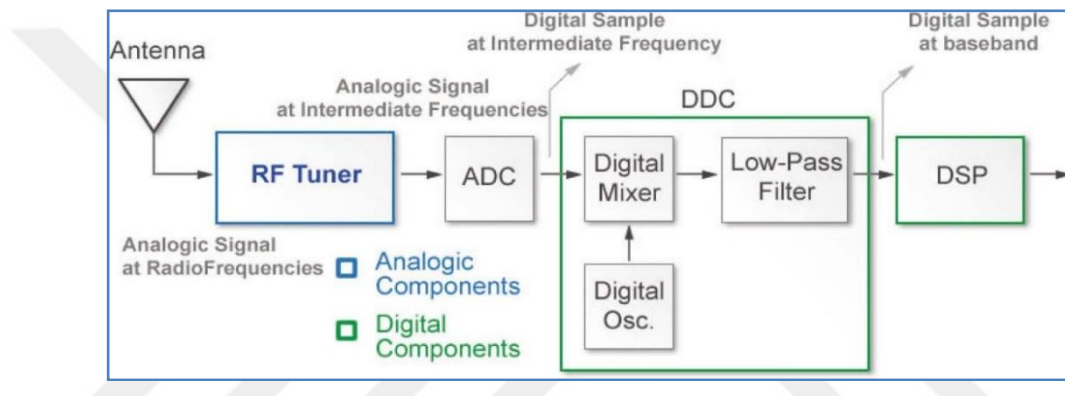 Digital Sample
at Intermediate Frequency
Digital Sample
at baseband
Antenna
Analogic Signal
at Intermediate Frequencies
DDC
RF Tuner
ADC
Digital
Mixer
Low-Pass
Filter
DSP
Analogic Signal
at RadioFrequencies
Analogic
Components
Digital
Components
Digital
Osc.